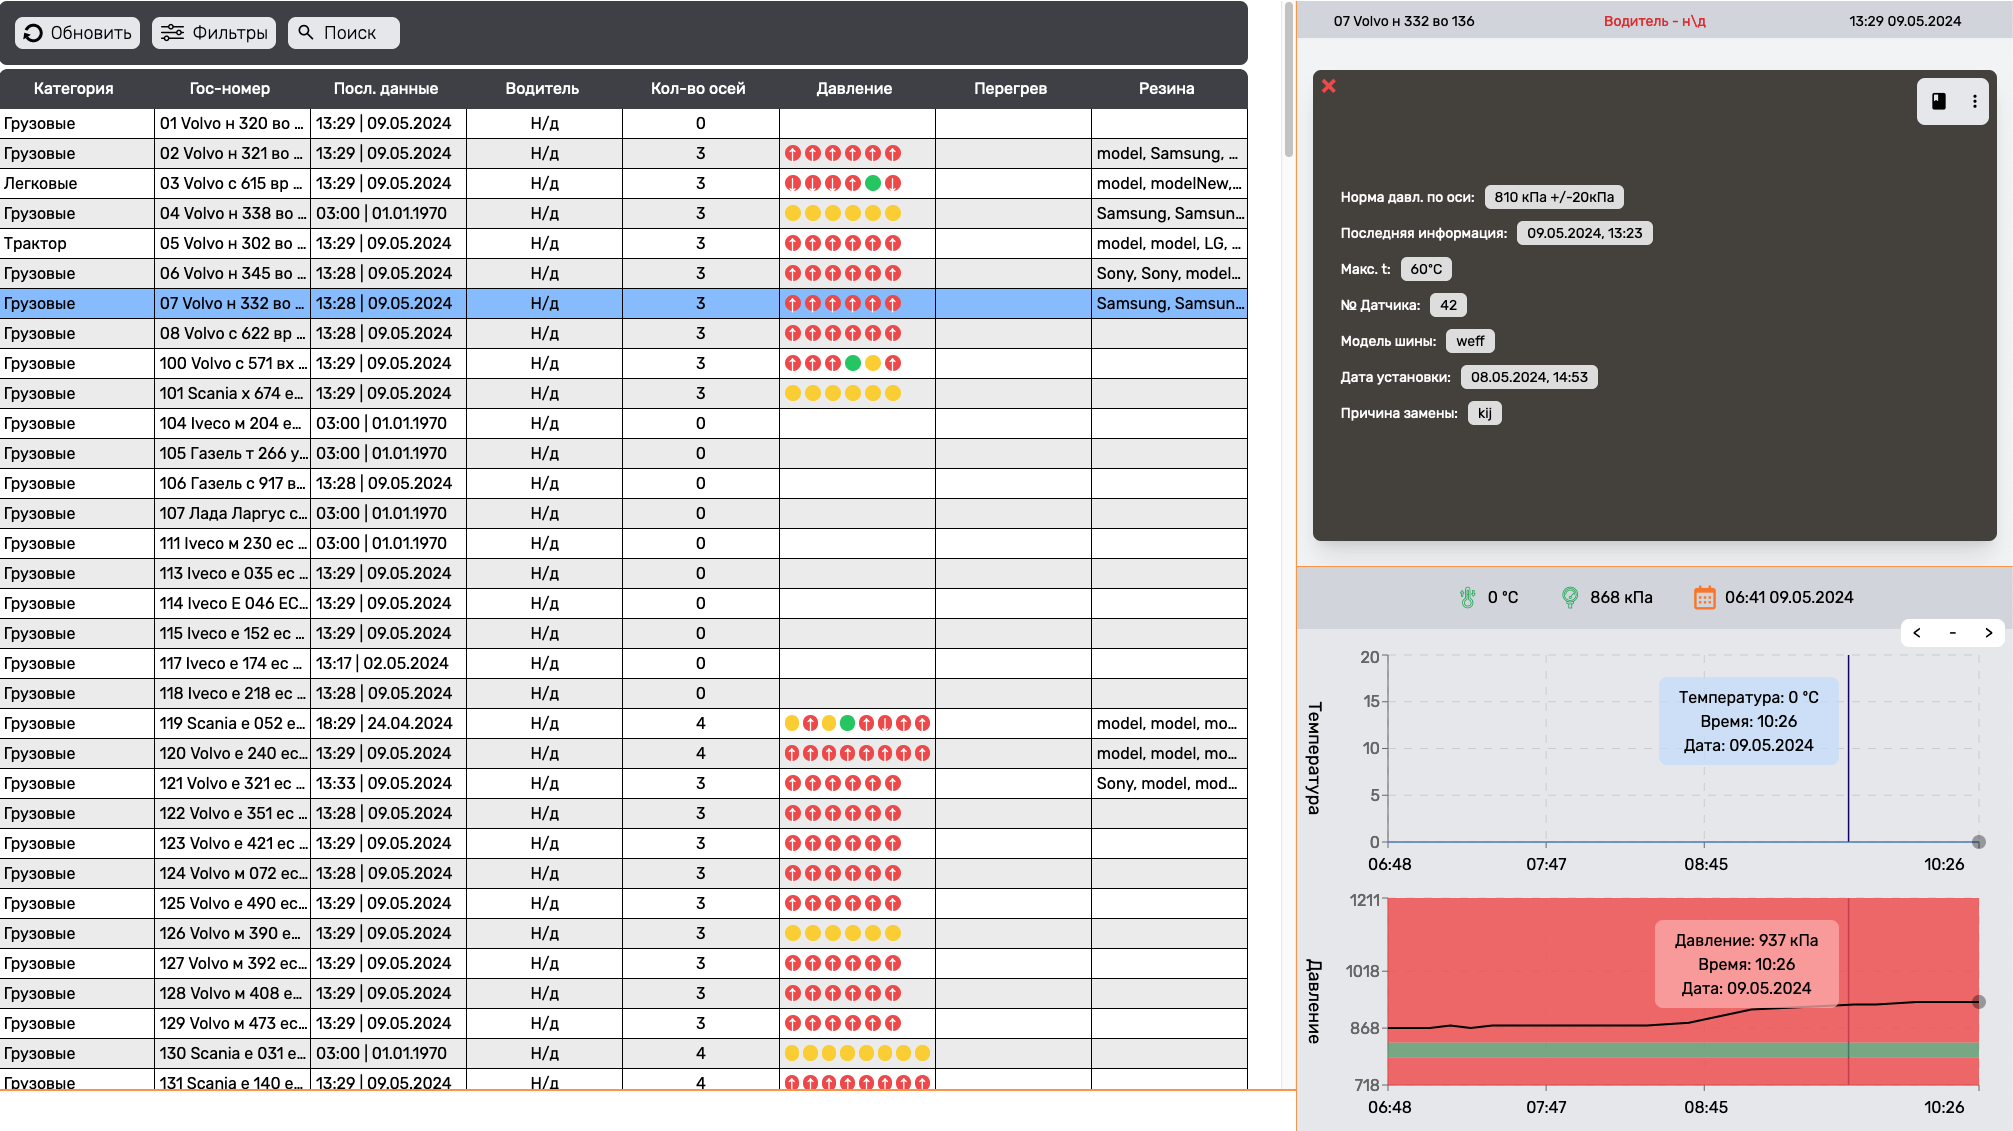 Обновить Фильтры Поиск
Категория Гос-номер Посл. данные Водитель Кол-во осей Давление Перегрев Резина
Грузовые 01 Volvo н 320 во ... 13:29 | 09.05.2024 Н/д 0
Грузовые 02 Volvo н 321 во ... 13:29 | 09.05.2024 Н/д 3 model, Samsung, ...
Легковые 03 Volvo с 615 вр ... 13:29 | 09.05.2024 Н/д 3 model, modelNew,...
Грузовые 04 Volvo н 338 во ... 03:00 | 01.01.1970 Н/д 3 Samsung, Samsun...
Трактор 05 Volvo н 302 во ... 13:29 | 09.05.2024 Н/д 3 model, model, LG, ...
Грузовые 06 Volvo н 345 во ... 13:28 | 09.05.2024 Н/д 3 Sony, Sony, model...
Грузовые 07 Volvo н 332 во ... 13:28 | 09.05.2024 Н/д 3 Samsung, Samsun...
Грузовые 08 Volvo с 622 вр ... 13:28 | 09.05.2024 Н/д 3
Грузовые 100 Volvo с 571 вх ... 13:29 | 09.05.2024 Н/д 3
Грузовые 101 Scania х 674 е... 13:29 | 09.05.2024 Н/д 3
Грузовые 104 Iveco м 204 е... 03:00 | 01.01.1970 Н/д 0
Грузовые 105 Газель т 266 у... 03:00 | 01.01.1970 Н/д 0
Грузовые 106 Газель с 917 в... 13:28 | 09.05.2024 Н/д 0
Грузовые 107 Лада Ларгус с... 03:00 | 01.01.1970 Н/д 0
Грузовые 111 Iveco м 230 ес ... 03:00 | 01.01.1970 Н/д 0
Грузовые 113 Iveco е 035 ес ... 13:29 | 09.05.2024 Н/д 0
Грузовые 114 Iveco Е 046 ЕС... 13:29 | 09.05.2024 Н/д 0
Грузовые 115 Iveco е 152 ес ... 13:29 | 09.05.2024 Н/д 0
Грузовые 117 Iveco е 174 ес ... 13:17 | 02.05.2024 Н/д 0
Грузовые 118 Iveco е 218 ес ... 13:28 | 09.05.2024 Н/д 0
Грузовые 119 Scania е 052 е... 18:29 | 24.04.2024 Н/д 4 model, model, mo...
Грузовые 120 Volvo е 240 ес... 13:29 | 09.05.2024 Н/д 4 model, model, mo...
Грузовые 121 Volvo е 321 ес ... 13:33 | 09.05.2024 Н/д 3 Sony, model, mod...
Грузовые 122 Volvo е 351 ес ... 13:28 | 09.05.2024 Н/д 3
Грузовые 123 Volvo е 421 ес ... 13:29 | 09.05.2024 Н/д 3
Грузовые 124 Volvo м 072 ес... 13:28 | 09.05.2024 Н/д 3
Грузовые 125 Volvo е 490 ес... 13:29 | 09.05.2024 Н/д 3
Грузовые 126 Volvo м 390 е... 13:29 | 09.05.2024 Н/д 3
Грузовые 127 Volvo м 392 ес... 13:29 | 09.05.2024 Н/д 3
Грузовые 128 Volvo м 408 е... 13:29 | 09.05.2024 Н/д 3
Грузовые 129 Volvo м 473 ес... 13:29 | 09.05.2024 Н/д 3
Грузовые 130 Scania е 031 е... 03:00 | 01.01.1970 Н/д 4
Грузовые 131 Scania е 140 е... 13:29 | 09.05.2024 Н/д 4
07 Volvo н 332 во 136 Водитель - н\д 13:29 09.05.2024
Норма давл. по оси: 810 кПа +/-20кПа
Последняя информация: 09.05.2024, 13:23
Макс. t: 60°C
№ Датчика: 42
Модель шины: weff
Дата установки: 08.05.2024, 14:53
Причина замены: kij
0 °C 868 кПа 06:41 09.05.2024
< - >
Температура
20
15
10
5
0
Температура: 0 °C
Время: 10:26
Дата: 09.05.2024
06:48 07:47 08:45 10:26
Давление
1211
1018
868
718
Давление: 937 кПа
Время: 10:26
Дата: 09.05.2024
06:48 07:47 08:45 10:26